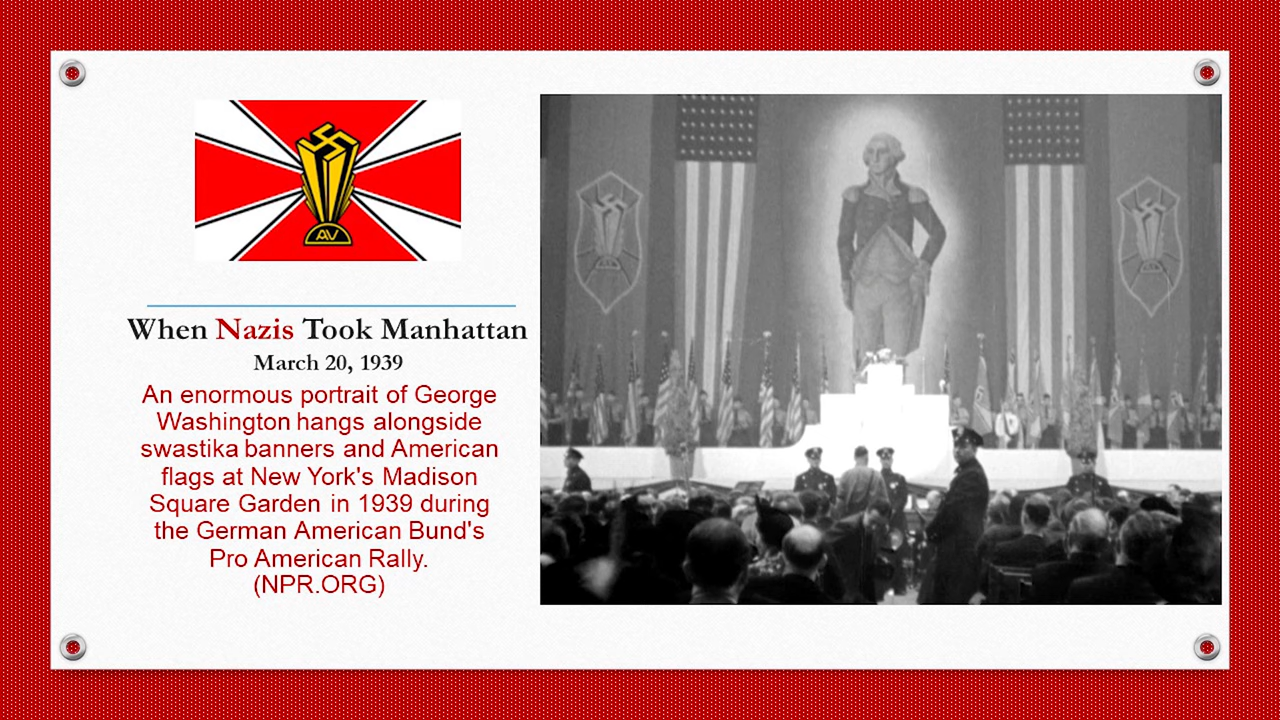 AV
When Nazis Took Manhattan
March 20, 1939
An enormous portrait of George
Washington hangs alongside
swastika banners and American
flags at New York's Madison
Square Garden in 1939 during
the German American Bund's
Pro American Rally.
(NPR.ORG)